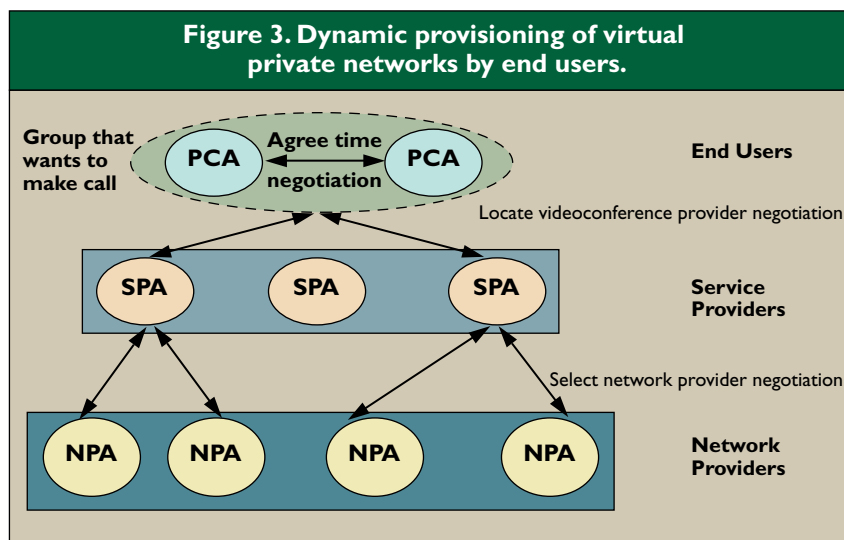 Figure 3. Dynamic provisioning of virtual
private networks by end users.
Group that
wants to
make call
PCA
Agree time
negotiation
PCA
End Users
Locate videoconference provider negotiation
SPA
SPA
SPA
Service
Providers
Select network provider negotiation
NPA
NPA
NPA
NPA
Network
Providers